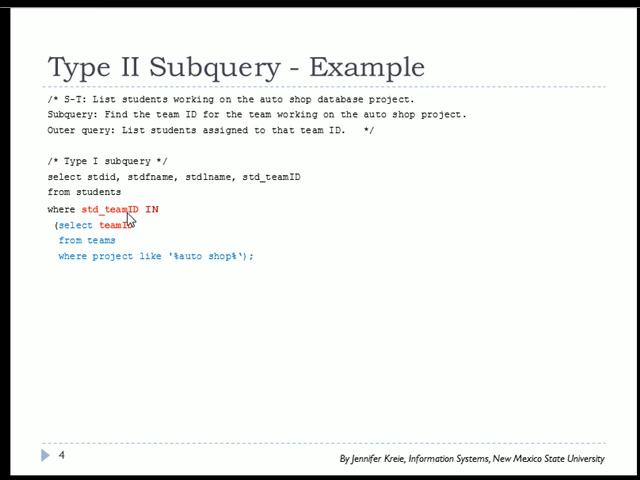 Type II Subquery - Example
/* S-T: List students working on the auto shop database project.
Subquery: Find the team ID for the team working on the auto shop project.
Outer query: List students assigned to that team ID. */
/* Type I subquery */
select stdid, stdfname, stdlname, std_teamID
from students
where std_teamID IN
(select teamID
from teams
where project like '%auto shop%');
4
By Jennifer Kreie, Information Systems, New Mexico State University